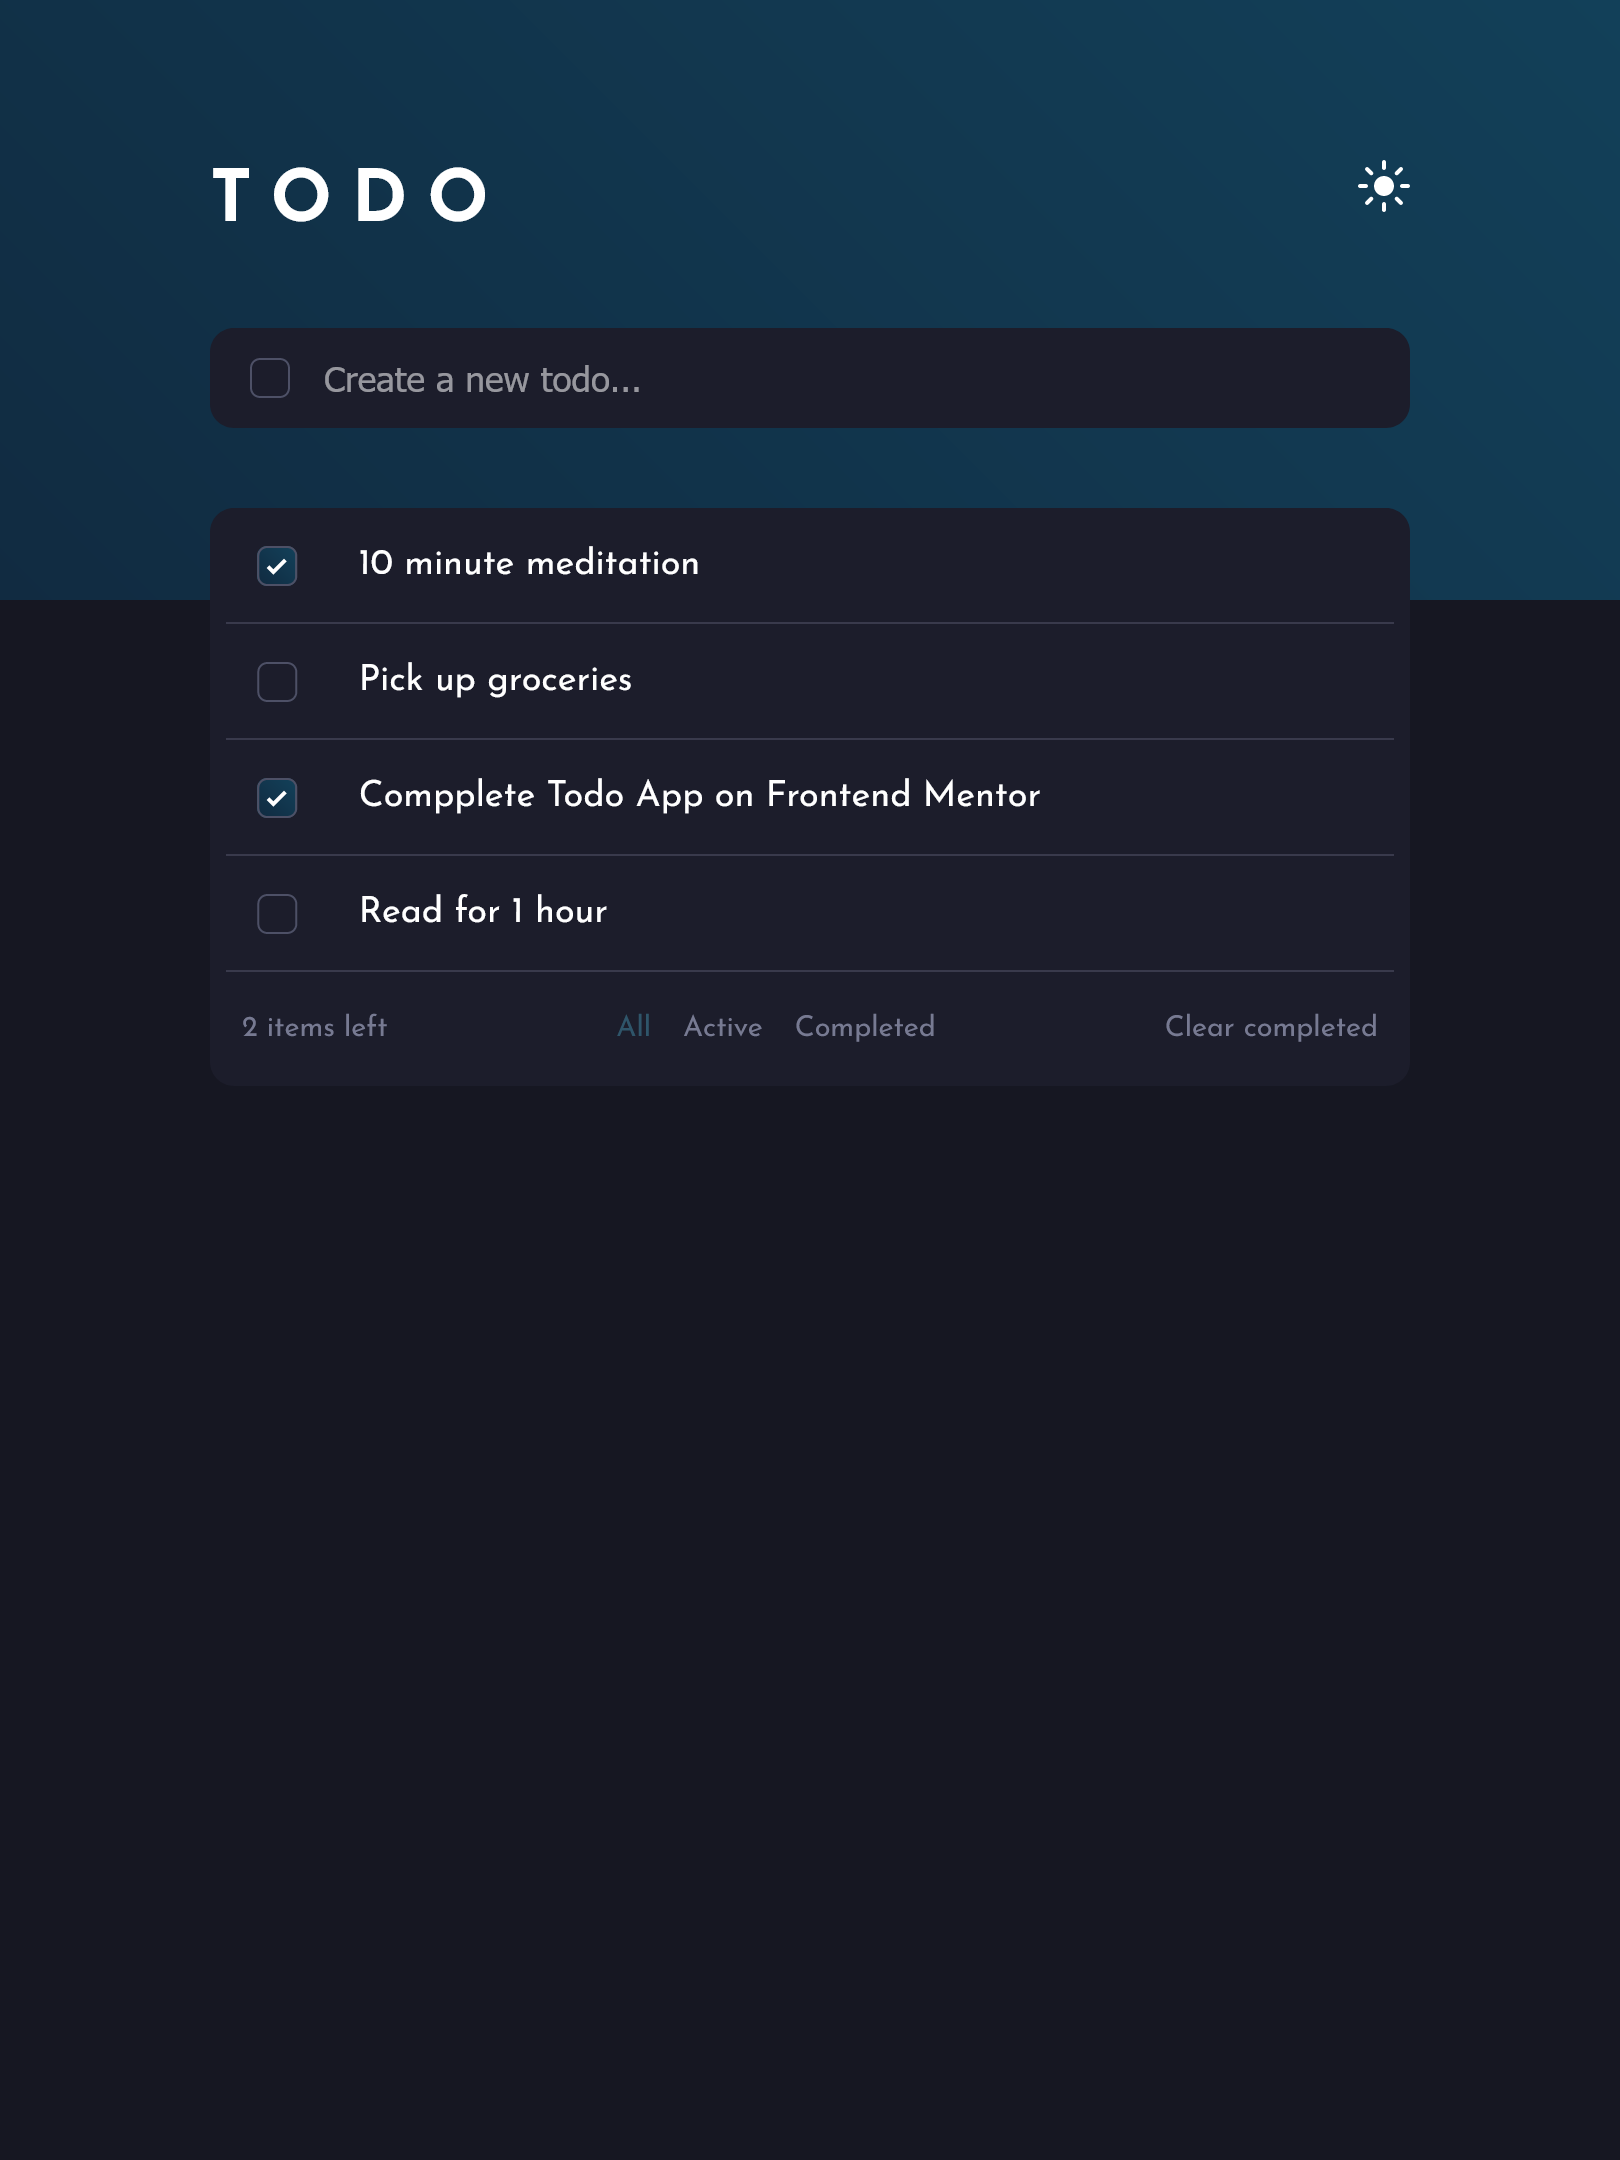 TODO
Create a new todo...
10 minute meditation
Pick up groceries
Compplete Todo App on Frontend Mentor
Read for 1 hour
2 items left All Active Completed Clear completed